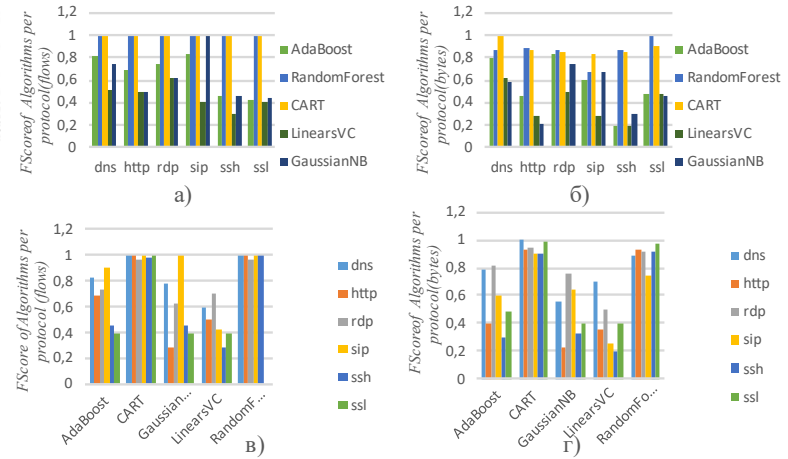 FScoreof Algorithms per
protocol(flows)
1,2
1
0,8
0,6
0,4
0,2
0
dns http rdp sip ssh ssl
AdaBoost
RandomForest
CART
LinearsVC
GaussianNB
а)
FScoreof Algorithms per
protocol(bytes)
1,2
1
0,8
0,6
0,4
0,2
0
dns http rdp sip ssh ssl
AdaBoost
RandomForest
CART
LinearsVC
GaussianNB
б)
FScore of Algorithms per
protocol (flows)
1,2
1
0,8
0,6
0,4
0,2
0
AdaBoost
CART
Gaussian...
LinearsVC
RandomF...
dns
http
rdp
sip
ssh
ssl
в)
FScoreof Algorithms per
protocol(bytes)
1,2
1
0,8
0,6
0,4
0,2
0
AdaBoost
CART
GaussianNB
LinearsVC
RandomFo...
dns
http
rdp
sip
ssh
ssl
г)